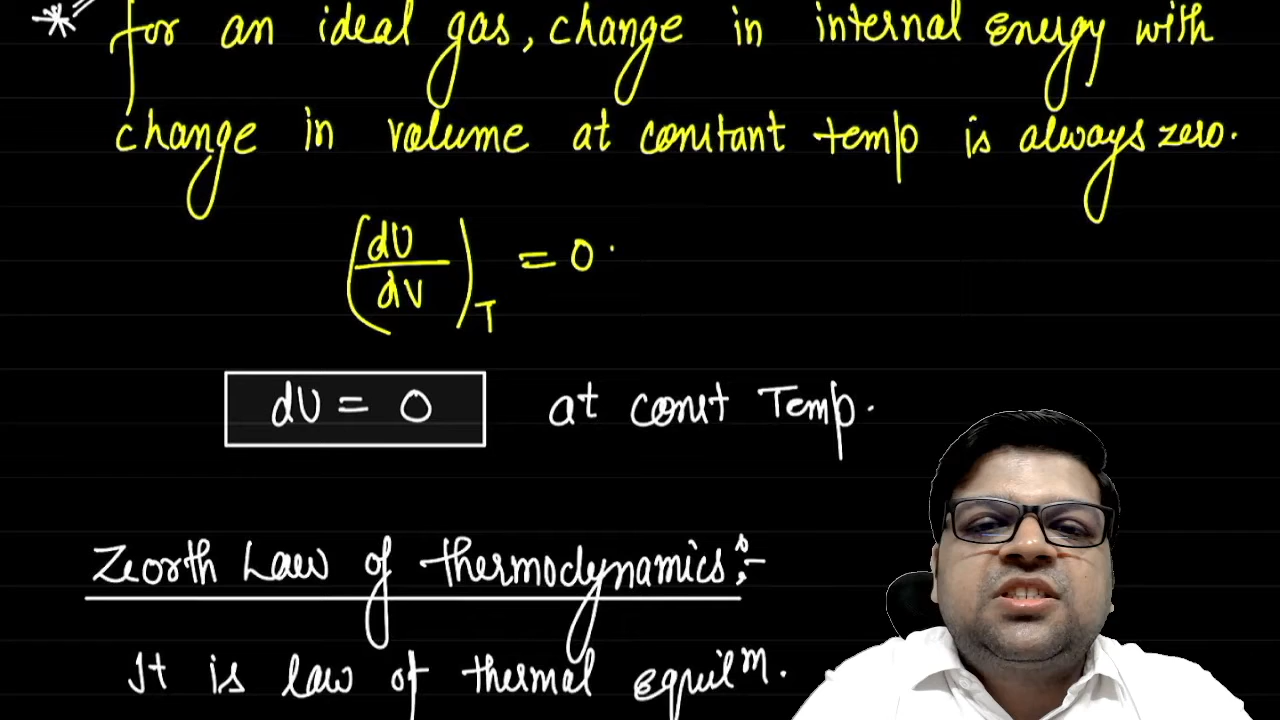 * for an ideal gas, change in internal energy with
change in volume at constant temp is always zero.
(dU/dV)T = 0.
dU = 0 at const Temp.
Zeorth Law of thermodynamics:-
It is law of thermal equilm.